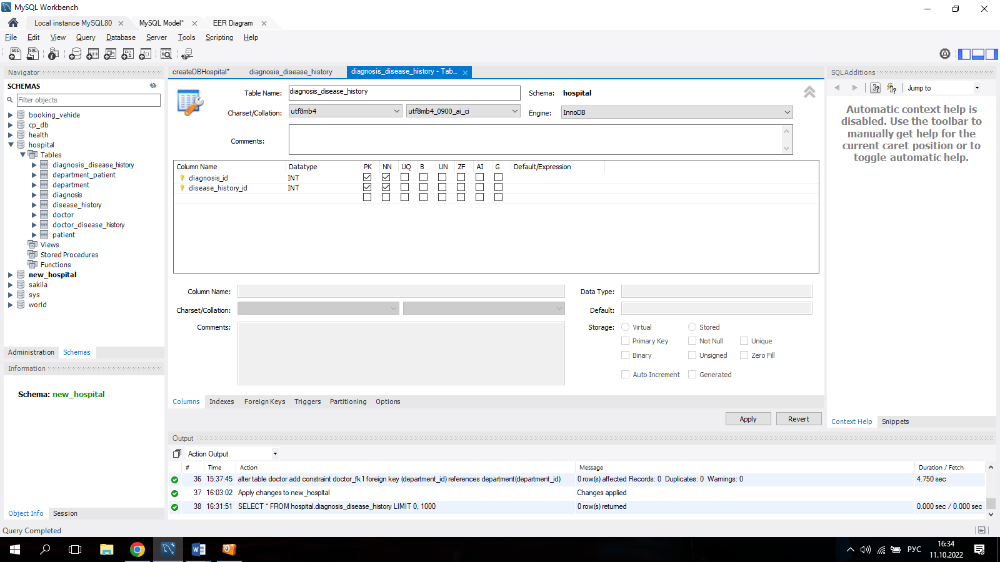 MySQL Workbench
Local instance MySQL80
MySQL Model*
EER Diagram
File Edit View Query Database Server Tools Scripting Help
Navigator
SCHEMAS
Filter objects
booking_vehide
cp_db
health
hospital
Tables
diagnosis_disease_history
department_patient
department
diagnosis
disease_history
doctor
doctor_disease_history
patient
Views
Stored Procedures
Functions
new_hospital
sakila
sys
world
Administration Schemas
Information
Schema: new_hospital
Object Info Session
createDBHospital* diagnosis_disease_history diagnosis_disease_history - Tab...
Table Name: diagnosis_disease_history Schema: hospital
Charset/Collation: utf8mb4 utf8mb4_0900_ai_ci Engine: InnoDB
Comments:
Column Name Datatype PK NN UQ B UN ZF AI G Default/Expression
diagnosis_id INT
disease_history_id INT
Column Name: Data Type:
Charset/Collation: Default:
Comments: Storage: Virtual Stored
Primary Key Not Null Unique
Binary Unsigned Zero Fill
Auto Increment Generated
Columns Indexes Foreign Keys Triggers Partitioning Options
Apply Revert
SQLAdditions
Jump to
Automatic context help is
disabled. Use the toolbar to
manually get help for the
current caret position or to
toggle automatic help.
Context Help Snippets
Output
Action Output
# Time Action Message Duration / Fetch
36 15:37:45 alter table doctor add constraint doctor_fk1 foreign key (department_id) references department(department_id) 0 row(s) affected Records: 0 Duplicates: 0 Warnings: 0 4.750 sec
37 16:03:02 Apply changes to new_hospital Changes applied
38 16:31:51 SELECT * FROM hospital.diagnosis_disease_history LIMIT 0, 1000 0 row(s) returned 0.000 sec / 0.000 sec
Query Completed
РУС
16:34
11.10.2022